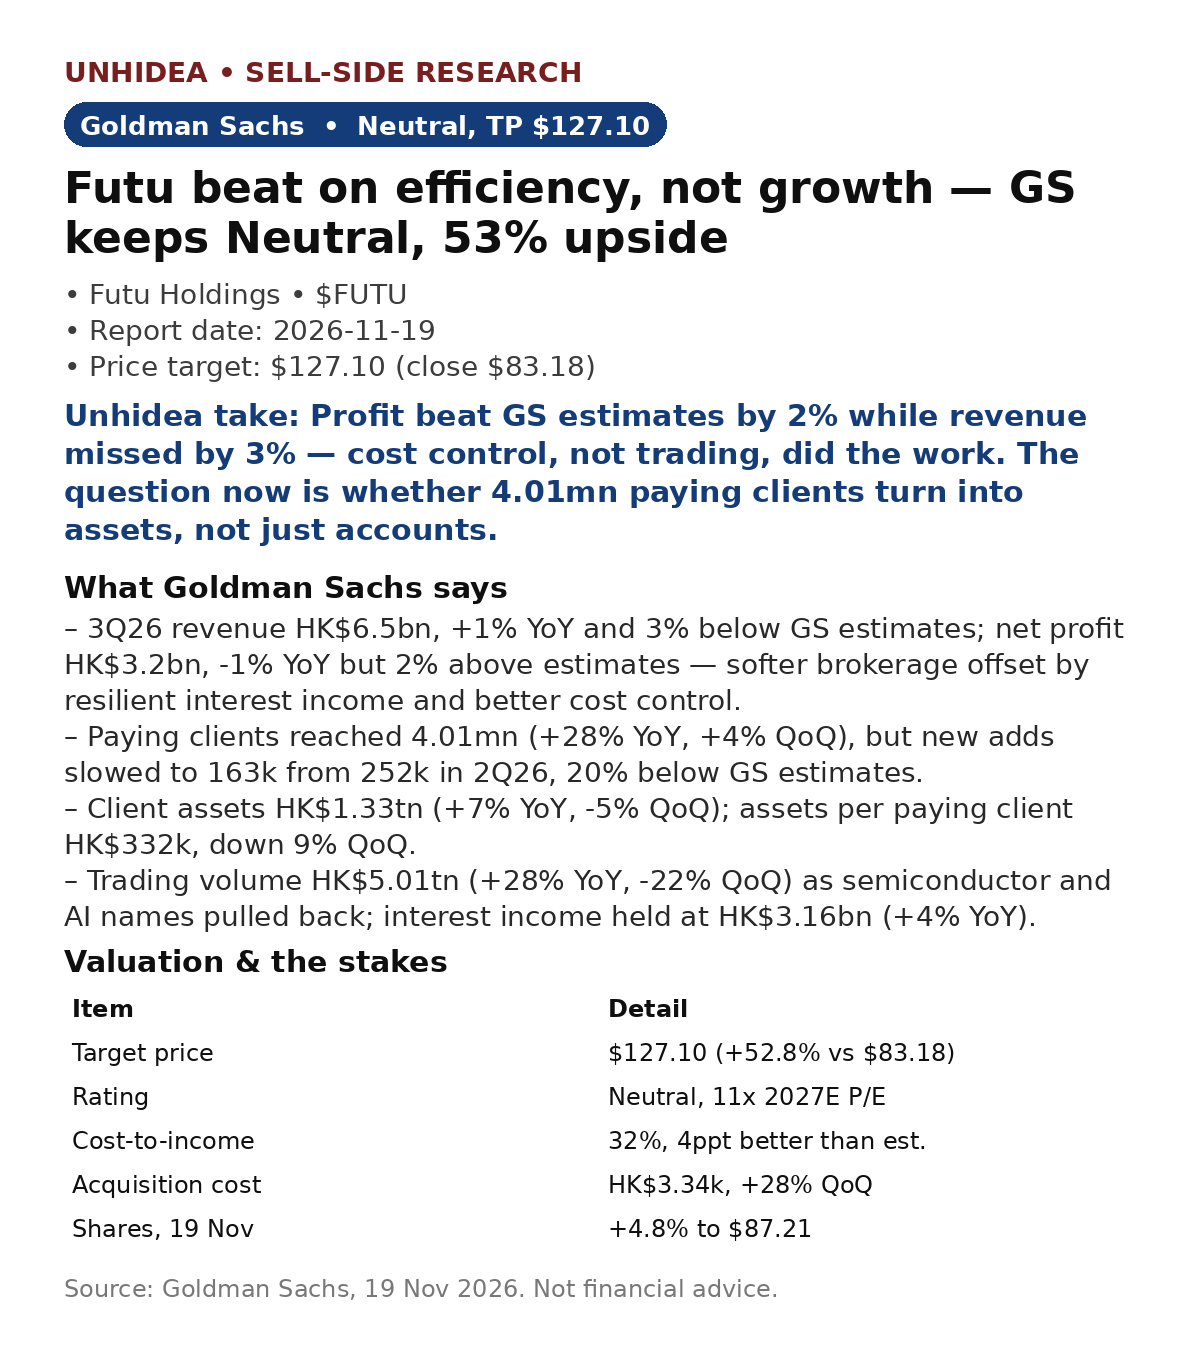 UNHIDEA • SELL-SIDE RESEARCH
Goldman Sachs • Neutral, TP $127.10
Futu beat on efficiency, not growth — GS
keeps Neutral, 53% upside
• Futu Holdings • $FUTU
• Report date: 2026-11-19
• Price target: $127.10 (close $83.18)
Unhidea take: Profit beat GS estimates by 2% while revenue
missed by 3% — cost control, not trading, did the work. The
question now is whether 4.01mn paying clients turn into
assets, not just accounts.
What Goldman Sachs says
– 3Q26 revenue HK$6.5bn, +1% YoY and 3% below GS estimates; net profit
HK$3.2bn, -1% YoY but 2% above estimates — softer brokerage offset by
resilient interest income and better cost control.
– Paying clients reached 4.01mn (+28% YoY, +4% QoQ), but new adds
slowed to 163k from 252k in 2Q26, 20% below GS estimates.
– Client assets HK$1.33tn (+7% YoY, -5% QoQ); assets per paying client
HK$332k, down 9% QoQ.
– Trading volume HK$5.01tn (+28% YoY, -22% QoQ) as semiconductor and
AI names pulled back; interest income held at HK$3.16bn (+4% YoY).
Valuation & the stakes
Item Detail
Target price $127.10 (+52.8% vs $83.18)
Rating Neutral, 11x 2027E P/E
Cost-to-income 32%, 4ppt better than est.
Acquisition cost HK$3.34k, +28% QoQ
Shares, 19 Nov +4.8% to $87.21
Source: Goldman Sachs, 19 Nov 2026. Not financial advice.